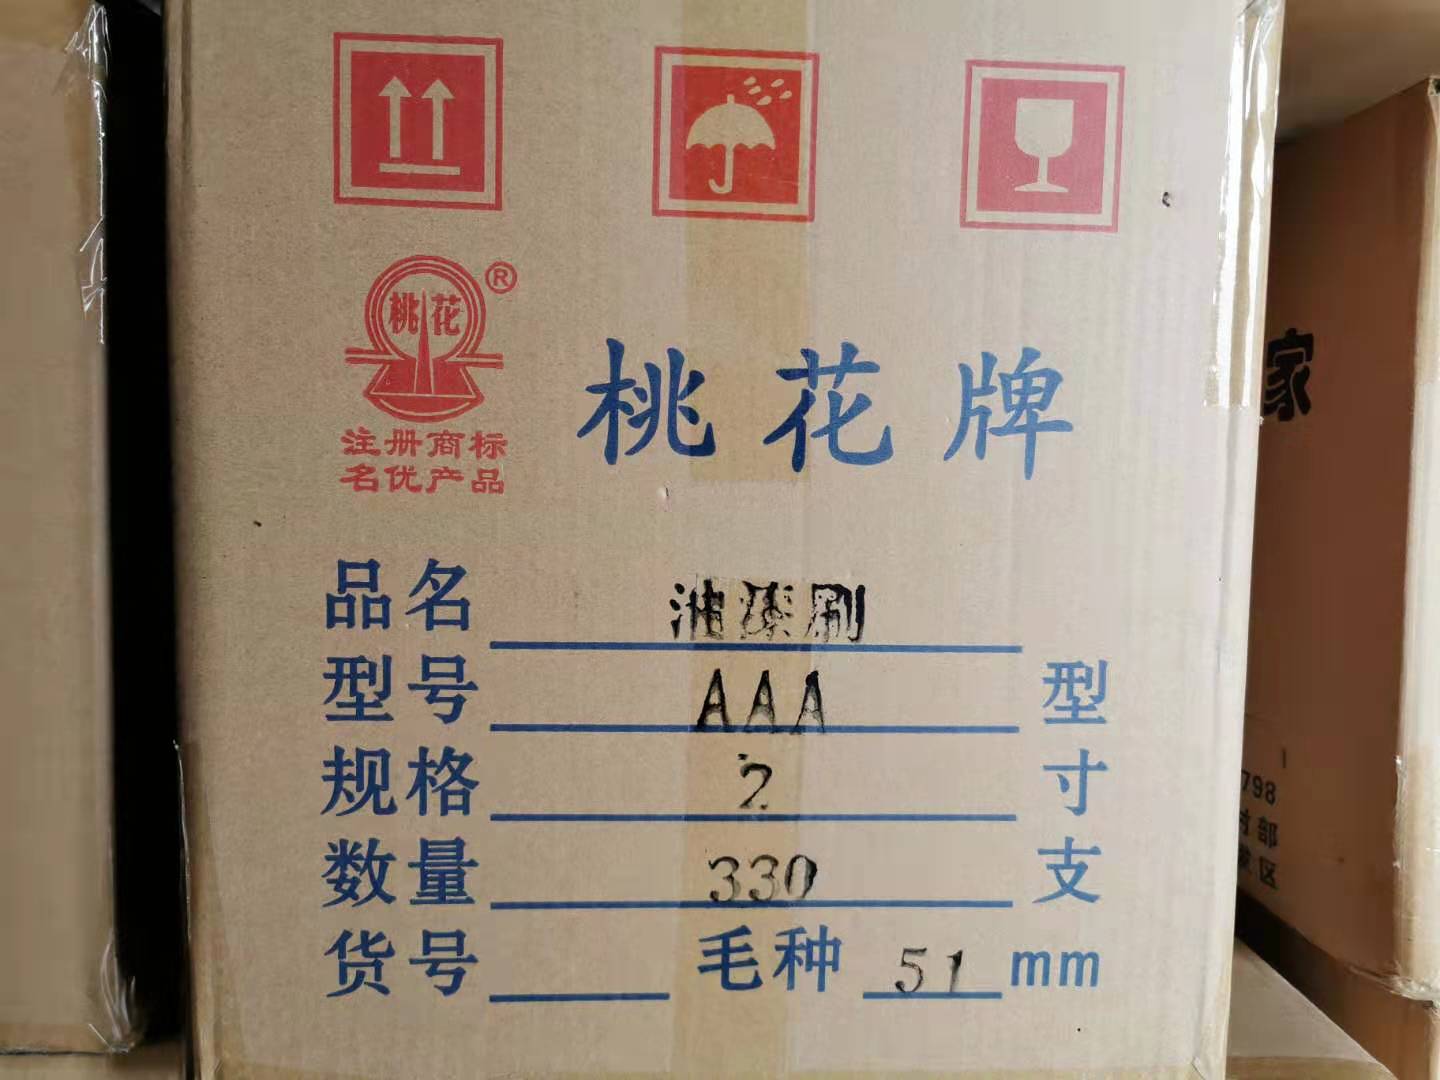 桃花®
注册商标
名优产品
桃花牌
品名 油漆刷
型号 AAA 型
规格 2 寸
数量 330 支
货号 毛种 51 mm
家
798
部
区